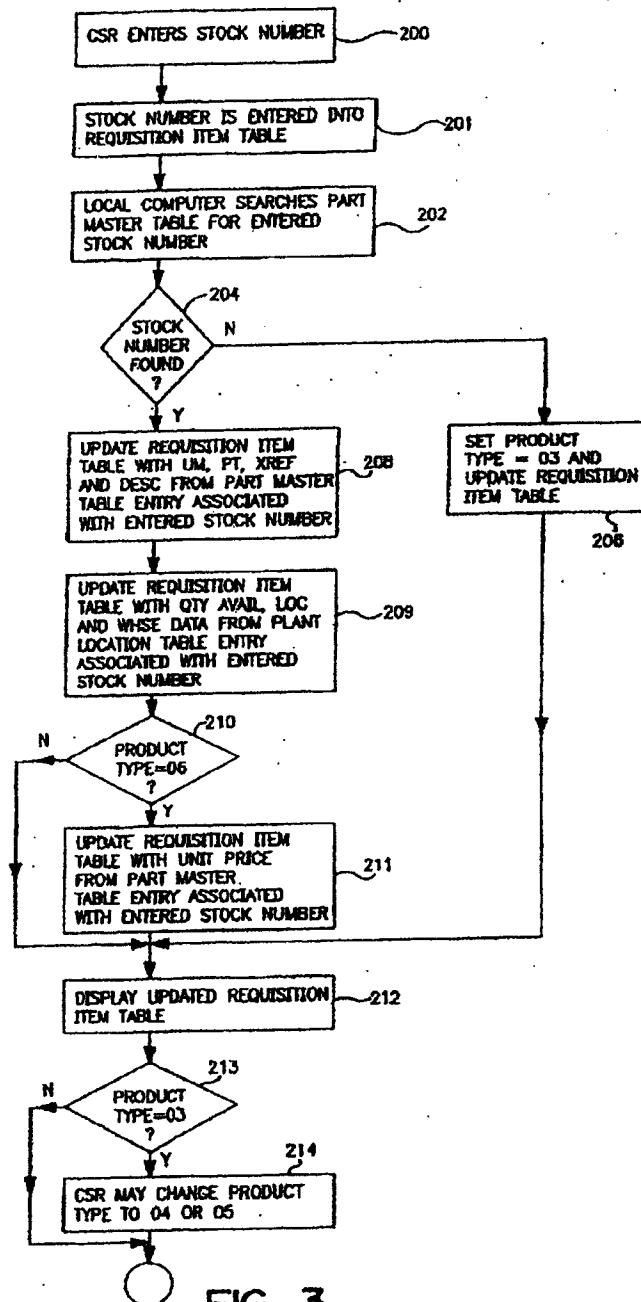 CSR ENTERS STOCK NUMBER
200
STOCK NUMBER IS ENTERED INTO
REQUISITION ITEM TABLE
201
LOCAL COMPUTER SEARCHES PART
MASTER TABLE FOR ENTERED
STOCK NUMBER
202
204
STOCK
NUMBER
FOUND
?
N
Y
UPDATE REQUISITION ITEM
TABLE WITH UM, PT, XREF
AND DESC FROM PART MASTER
TABLE ENTRY ASSOCIATED
WITH ENTERED STOCK NUMBER
208
SET PRODUCT
TYPE = 03 AND
UPDATE REQUISITION
ITEM TABLE
206
UPDATE REQUISITION ITEM
TABLE WITH QTY AVAIL, LOC
AND WHSE DATA FROM PLANT
LOCATION TABLE ENTRY
ASSOCIATED WITH ENTERED
STOCK NUMBER
209
210
N
PRODUCT
TYPE=06
?
Y
UPDATE REQUISITION ITEM
TABLE WITH UNIT PRICE
FROM PART MASTER
TABLE ENTRY ASSOCIATED
WITH ENTERED STOCK NUMBER
211
DISPLAY UPDATED REQUISITION
ITEM TABLE
212
213
N
PRODUCT
TYPE=03
?
Y
214
CSR MAY CHANGE PRODUCT
TYPE TO 04 OR 05
FIG. 3